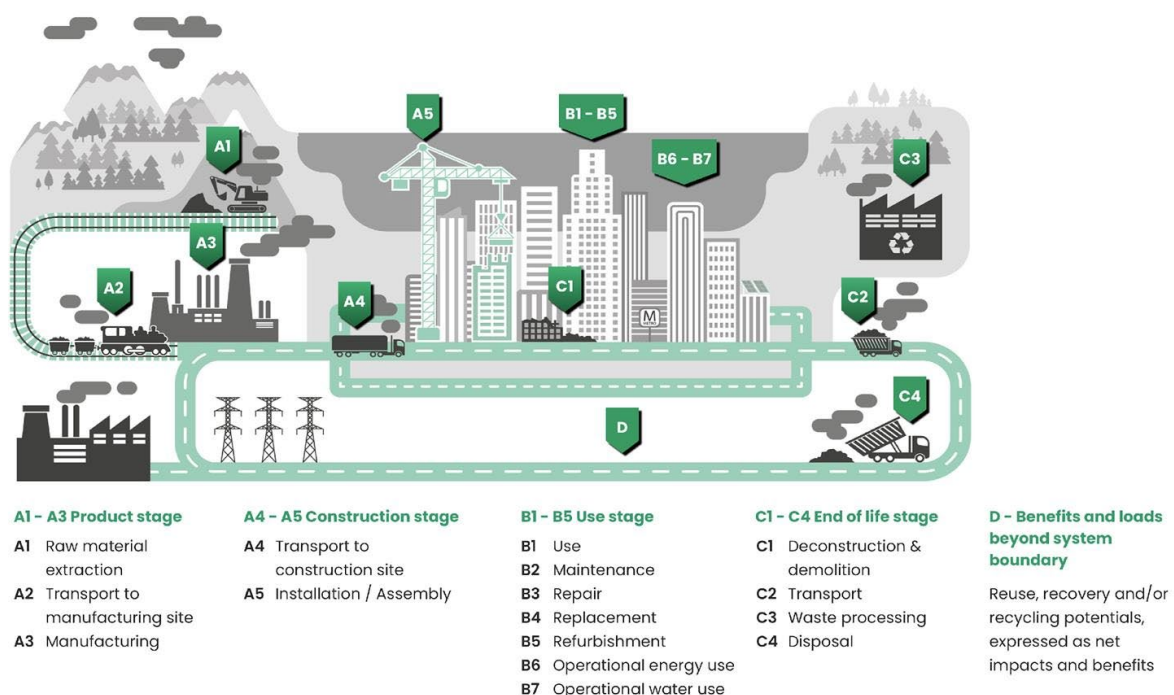 A5
B1 – B5
A1
B6 – B7
C3
A3
A2
A4
C1
C2
M
METRO
C4
D
A1 – A3 Product stage
A1 Raw material
extraction
A2 Transport to
manufacturing site
A3 Manufacturing
A4 – A5 Construction stage
A4 Transport to
construction site
A5 Installation / Assembly
B1 – B5 Use stage
B1 Use
B2 Maintenance
B3 Repair
B4 Replacement
B5 Refurbishment
B6 Operational energy use
B7 Operational water use
C1 – C4 End of life stage
C1 Deconstruction &
demolition
C2 Transport
C3 Waste processing
C4 Disposal
D – Benefits and loads
beyond system
boundary
Reuse, recovery and/or
recycling potentials,
expressed as net
impacts and benefits